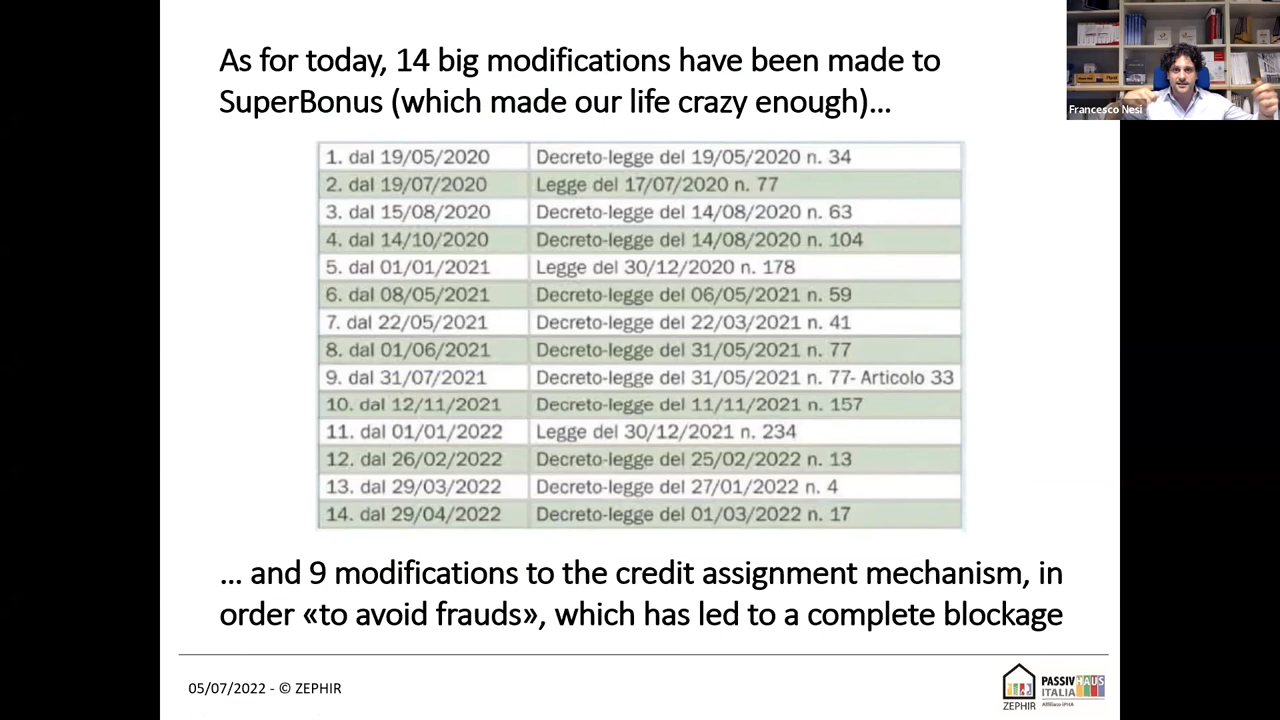 As for today, 14 big modifications have been made to
SuperBonus (which made our life crazy enough)…
Francesco Nesi
1. dal 19/05/2020 Decreto-legge del 19/05/2020 n. 34
2. dal 19/07/2020 Legge del 17/07/2020 n. 77
3. dal 15/08/2020 Decreto-legge del 14/08/2020 n. 63
4. dal 14/10/2020 Decreto-legge del 14/08/2020 n. 104
5. dal 01/01/2021 Legge del 30/12/2020 n. 178
6. dal 08/05/2021 Decreto-legge del 06/05/2021 n. 59
7. dal 22/05/2021 Decreto-legge del 22/03/2021 n. 41
8. dal 01/06/2021 Decreto-legge del 31/05/2021 n. 77
9. dal 31/07/2021 Decreto-legge del 31/05/2021 n. 77- Articolo 33
10. dal 12/11/2021 Decreto-legge del 11/11/2021 n. 157
11. dal 01/01/2022 Legge del 30/12/2021 n. 234
12. dal 26/02/2022 Decreto-legge del 25/02/2022 n. 13
13. dal 29/03/2022 Decreto-legge del 27/01/2022 n. 4
14. dal 29/04/2022 Decreto-legge del 01/03/2022 n. 17
… and 9 modifications to the credit assignment mechanism, in
order «to avoid frauds», which has led to a complete blockage
05/07/2022 - © ZEPHIR
ZEPHIR
PASSIVHAUS
ITALIA
Affiliato iPHA